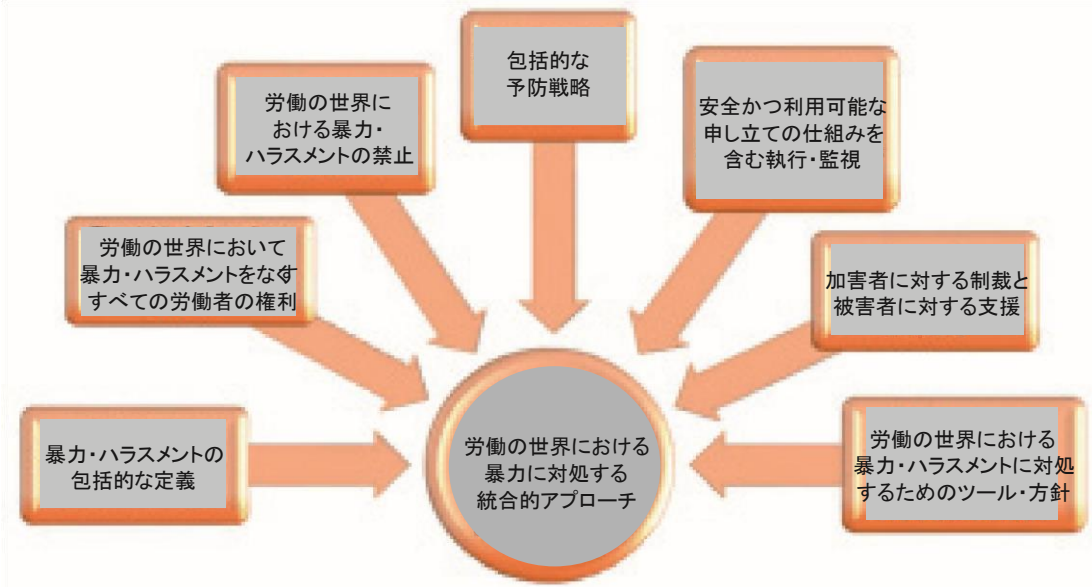 包括的な
予防戦略
労働の世界に
おける暴力・
ハラスメントの禁止
安全かつ利用可能な
申し立ての仕組みを
含む執行・監視
労働の世界において
暴力・ハラスメントをなくす
すべての労働者の権利
加害者に対する制裁と
被害者に対する支援
暴力・ハラスメントの
包括的な定義
労働の世界における
暴力に対処する
統合的アプローチ
労働の世界における
暴力・ハラスメントに対処
するためのツール・方針